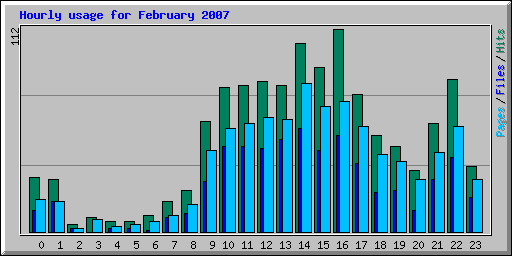 Hourly usage for February 2007
112
Pages/Files/Hits
0 1 2 3 4 5 6 7 8 9 10 11 12 13 14 15 16 17 18 19 20 21 22 23